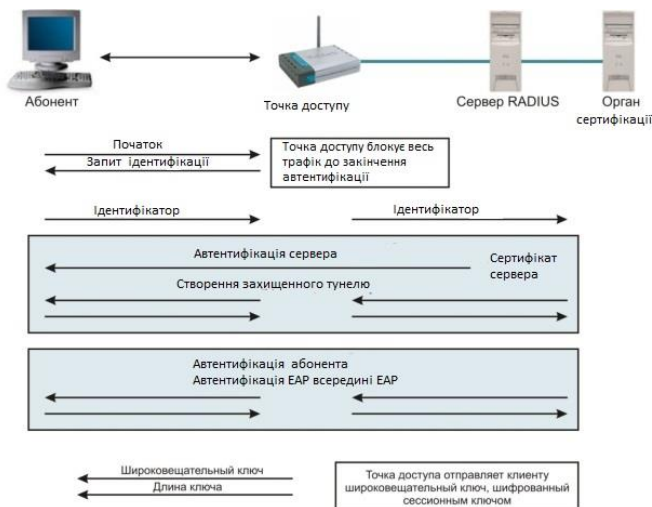 Абонент
Точка доступу
Сервер RADIUS
Орган
сертифікації
Початок
Запит ідентифікації
Точка доступу блокує весь
трафік до закінчення
автентифікації
Ідентифікатор
Ідентифікатор
Автентифікація сервера
Сертифікат
сервера
Створення захищенного тунелю
Автентифікація абонента
Автентифікація EAP всередині EAP
Широковещательный ключ
Длина ключа
Точка доступа отправляет клиенту
широковещательный ключ, шифрованный
сессионным ключом